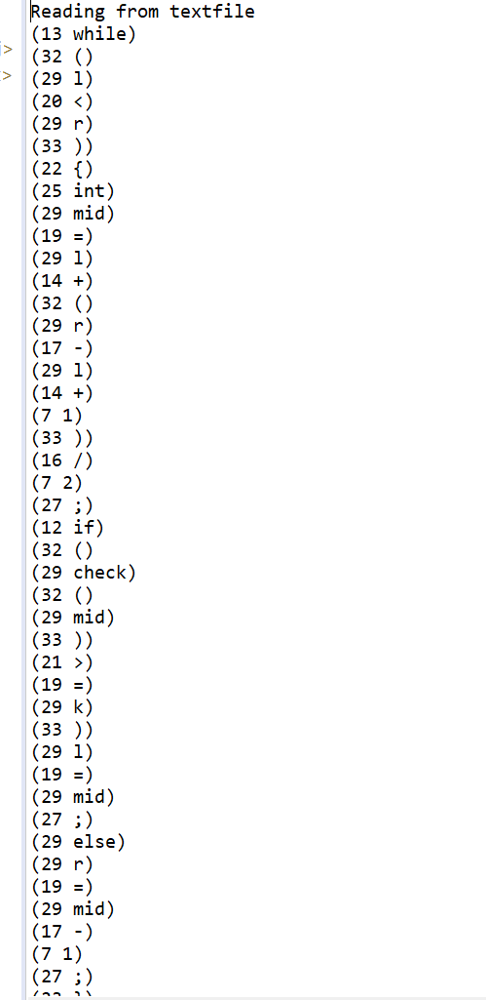 Reading from textfile
(13 while)
(32 ()
(29 l)
(20 <)
(29 r)
(33 ))
(22 {)
(25 int)
(29 mid)
(19 =)
(29 l)
(14 +)
(32 ()
(29 r)
(17 -)
(29 l)
(14 +)
(7 1)
(33 ))
(16 /)
(7 2)
(27 ;)
(12 if)
(32 ()
(29 check)
(32 ()
(29 mid)
(33 ))
(21 >)
(19 =)
(29 k)
(33 ))
(29 l)
(19 =)
(29 mid)
(27 ;)
(29 else)
(29 r)
(19 =)
(29 mid)
(17 -)
(7 1)
(27 ;)